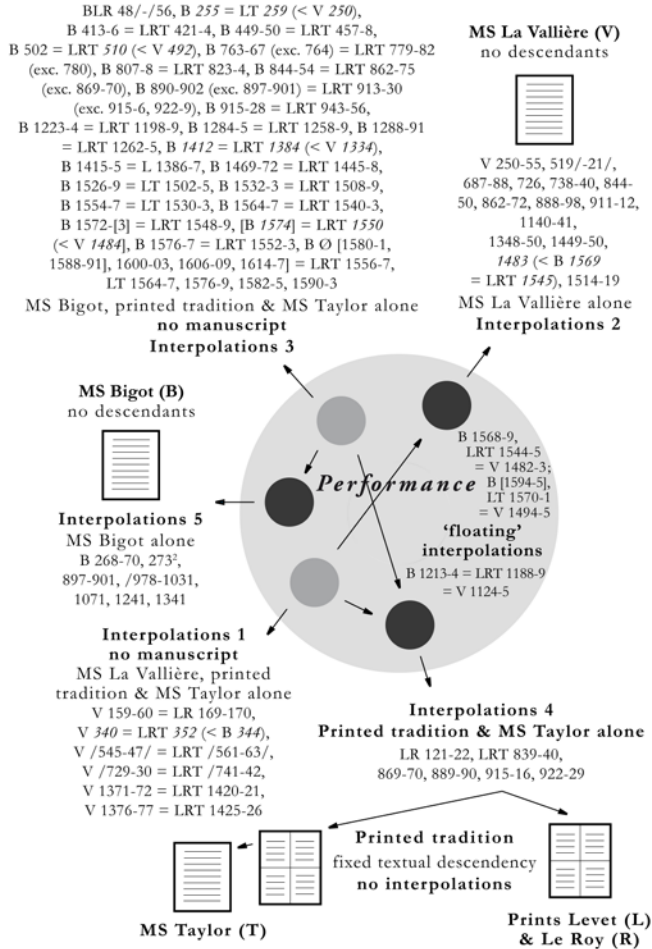 BLR 48/-/56, B 255 = LT 259 (< V 250),
B 413-6 = LRT 421-4, B 449-50 = LRT 457-8,
B 502 = LRT 510 (< V 492), B 763-67 (exc. 764) = LRT 779-82
(exc. 780), B 807-8 = LRT 823-4, B 844-54 = LRT 862-75
(exc. 869-70), B 890-902 (exc. 897-901) = LRT 913-30
(exc. 915-6, 922-9), B 915-28 = LRT 943-56,
B 1223-4 = LRT 1198-9, B 1284-5 = LRT 1258-9, B 1288-91
= LRT 1262-5, B 1412 = LRT 1384 (< V 1334),
B 1415-5 = L 1386-7, B 1469-72 = LRT 1445-8,
B 1526-9 = LT 1502-5, B 1532-3 = LRT 1508-9,
B 1554-7 = LT 1530-3, B 1564-7 = LRT 1540-3,
B 1572-[3] = LRT 1548-9, [B 1574] = LRT 1550
(< V 1484], B 1576-7 = LRT 1552-3, B Ø [1580-1,
1588-91], 1600-03, 1606-09, 1614-7] = LRT 1556-7,
LT 1564-7, 1576-9, 1582-5, 1590-3
MS Bigot, printed tradition & MS Taylor alone
no manuscript
Interpolations 3
MS La Vallière (V)
no descendants
V 250-55, 519/-21/,
687-88, 726, 738-40, 844-
50, 862-72, 888-98, 911-12,
1140-41,
1348-50, 1449-50,
1483 (< B 1569
= LRT 1545), 1514-19
MS La Vallière alone
Interpolations 2
MS Bigot (B)
no descendants
Interpolations 5
MS Bigot alone
B 268-70, 273²,
897-901, /978-1031,
1071, 1241, 1341
Performance
B 1568-9,
LRT 1544-5
= V 1482-3;
B [1594-5],
LT 1570-1
= V 1494-5
'floating'
interpolations
B 1213-4 = LRT 1188-9
= V 1124-5
Interpolations 1
no manuscript
MS La Vallière, printed
tradition & MS Taylor alone
V 159-60 = LR 169-170,
V 340 = LRT 352 (< B 344),
V /545-47/ = LRT /561-63/,
V /729-30 = LRT /741-42,
V 1371-72 = LRT 1420-21,
V 1376-77 = LRT 1425-26
Interpolations 4
Printed tradition & MS Taylor alone
LR 121-22, LRT 839-40,
869-70, 889-90, 915-16, 922-29
Printed tradition
fixed textual descendency
no interpolations
MS Taylor (T)
Prints Levet (L)
& Le Roy (R)